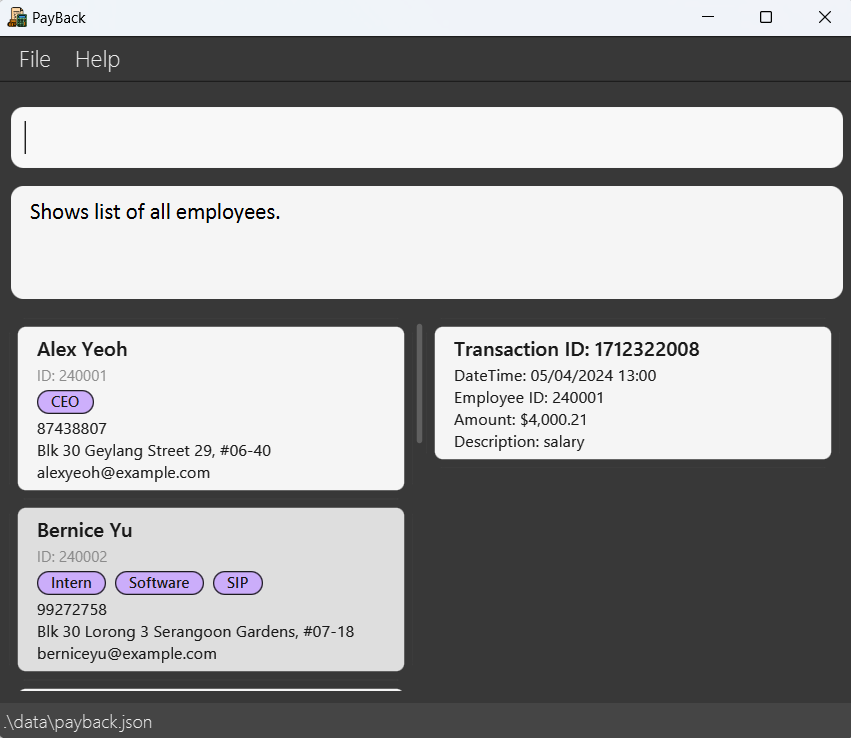 PayBack
File Help
Shows list of all employees.
Alex Yeoh
ID: 240001
CEO
87438807
Blk 30 Geylang Street 29, #06-40
alexyeoh@example.com
Bernice Yu
ID: 240002
Intern Software SIP
99272758
Blk 30 Lorong 3 Serangoon Gardens, #07-18
berniceyu@example.com
Transaction ID: 1712322008
DateTime: 05/04/2024 13:00
Employee ID: 240001
Amount: $4,000.21
Description: salary
.\data\payback.json